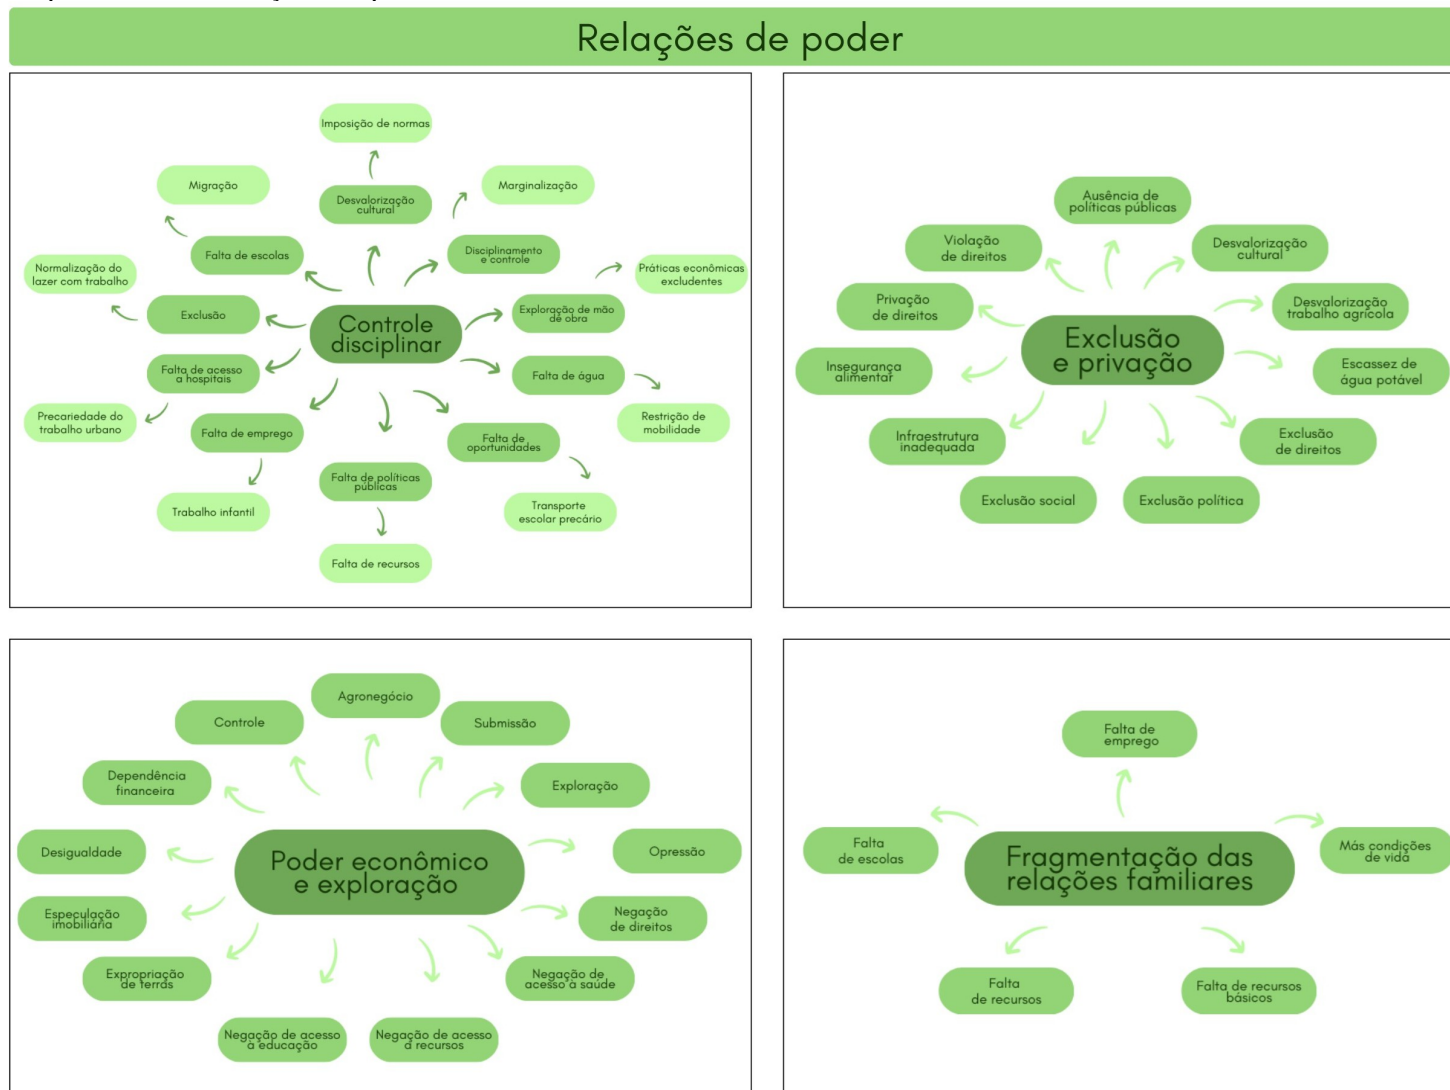 Relações de poder
Imposição de normas
Migração
Marginalização
Desvalorização
cultural
Falta de escolas
Disciplinamento
e controle
Normalização do
lazer com trabalho
Práticas econômicas
excludentes
Exclusão
Exploração de mão
de obra
Controle
disciplinar
Falta de acesso
a hospitais
Falta de água
Precariedade do
trabalho urbano
Restrição de
mobilidade
Falta de emprego
Falta de
oportunidades
Falta de políticas
públicas
Trabalho infantil
Transporte
escolar precário
Falta de recursos
Ausência de
políticas públicas
Violação
de direitos
Desvalorização
cultural
Privação
de direitos
Desvalorização
trabalho agrícola
Exclusão
e privação
Insegurança
alimentar
Escassez de
água potável
Infraestrutura
inadequada
Exclusão
de direitos
Exclusão social
Exclusão política
Agronegócio
Controle
Submissão
Dependência
financeira
Exploração
Desigualdade
Opressão
Poder econômico
e exploração
Especulação
imobiliária
Negação
de direitos
Expropriação
de terras
Negação de
acesso à saúde
Negação de acesso
à educação
Negação de acesso
a recursos
Falta de
emprego
Falta
de escolas
Más condições
de vida
Fragmentação das
relações familiares
Falta
de recursos
Falta de recursos
básicos